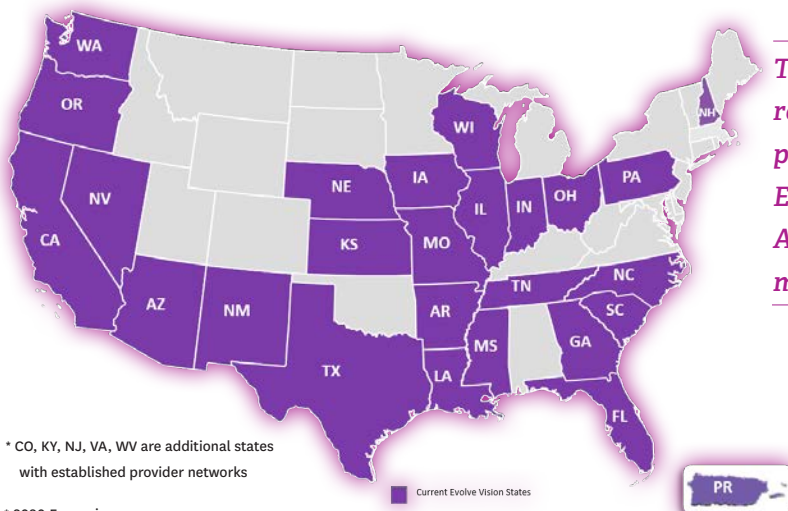 WA
OR
CA
NV
AZ
NM
TX
NE
KS
IA
MO
AR
LA
WI
IL
IN
OH
PA
NH
TN
NC
SC
MS
GA
FL
PR
* CO, KY, NJ, VA, WV are additional states
with established provider networks
Current Evolve Vision States